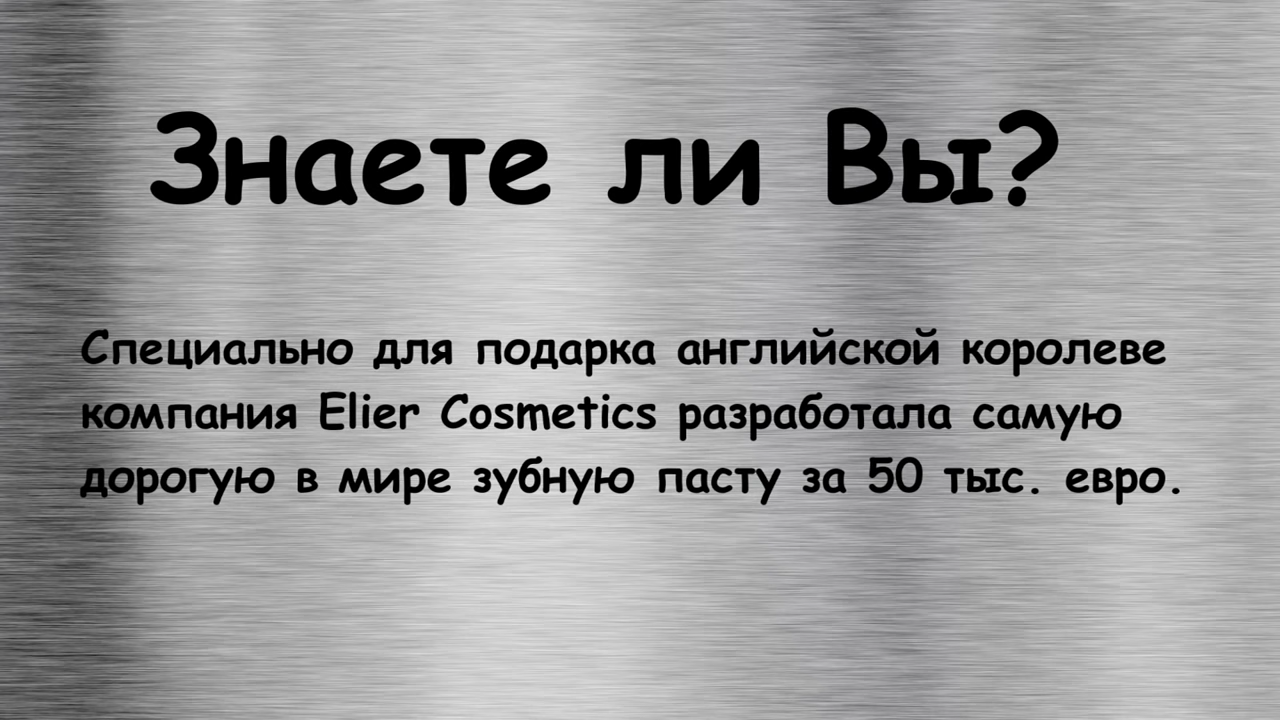 Знаете ли Вы?
Специально для подарка английской королеве
компания Elier Cosmetics разработала самую
дорогую в мире зубную пасту за 50 тыс. евро.